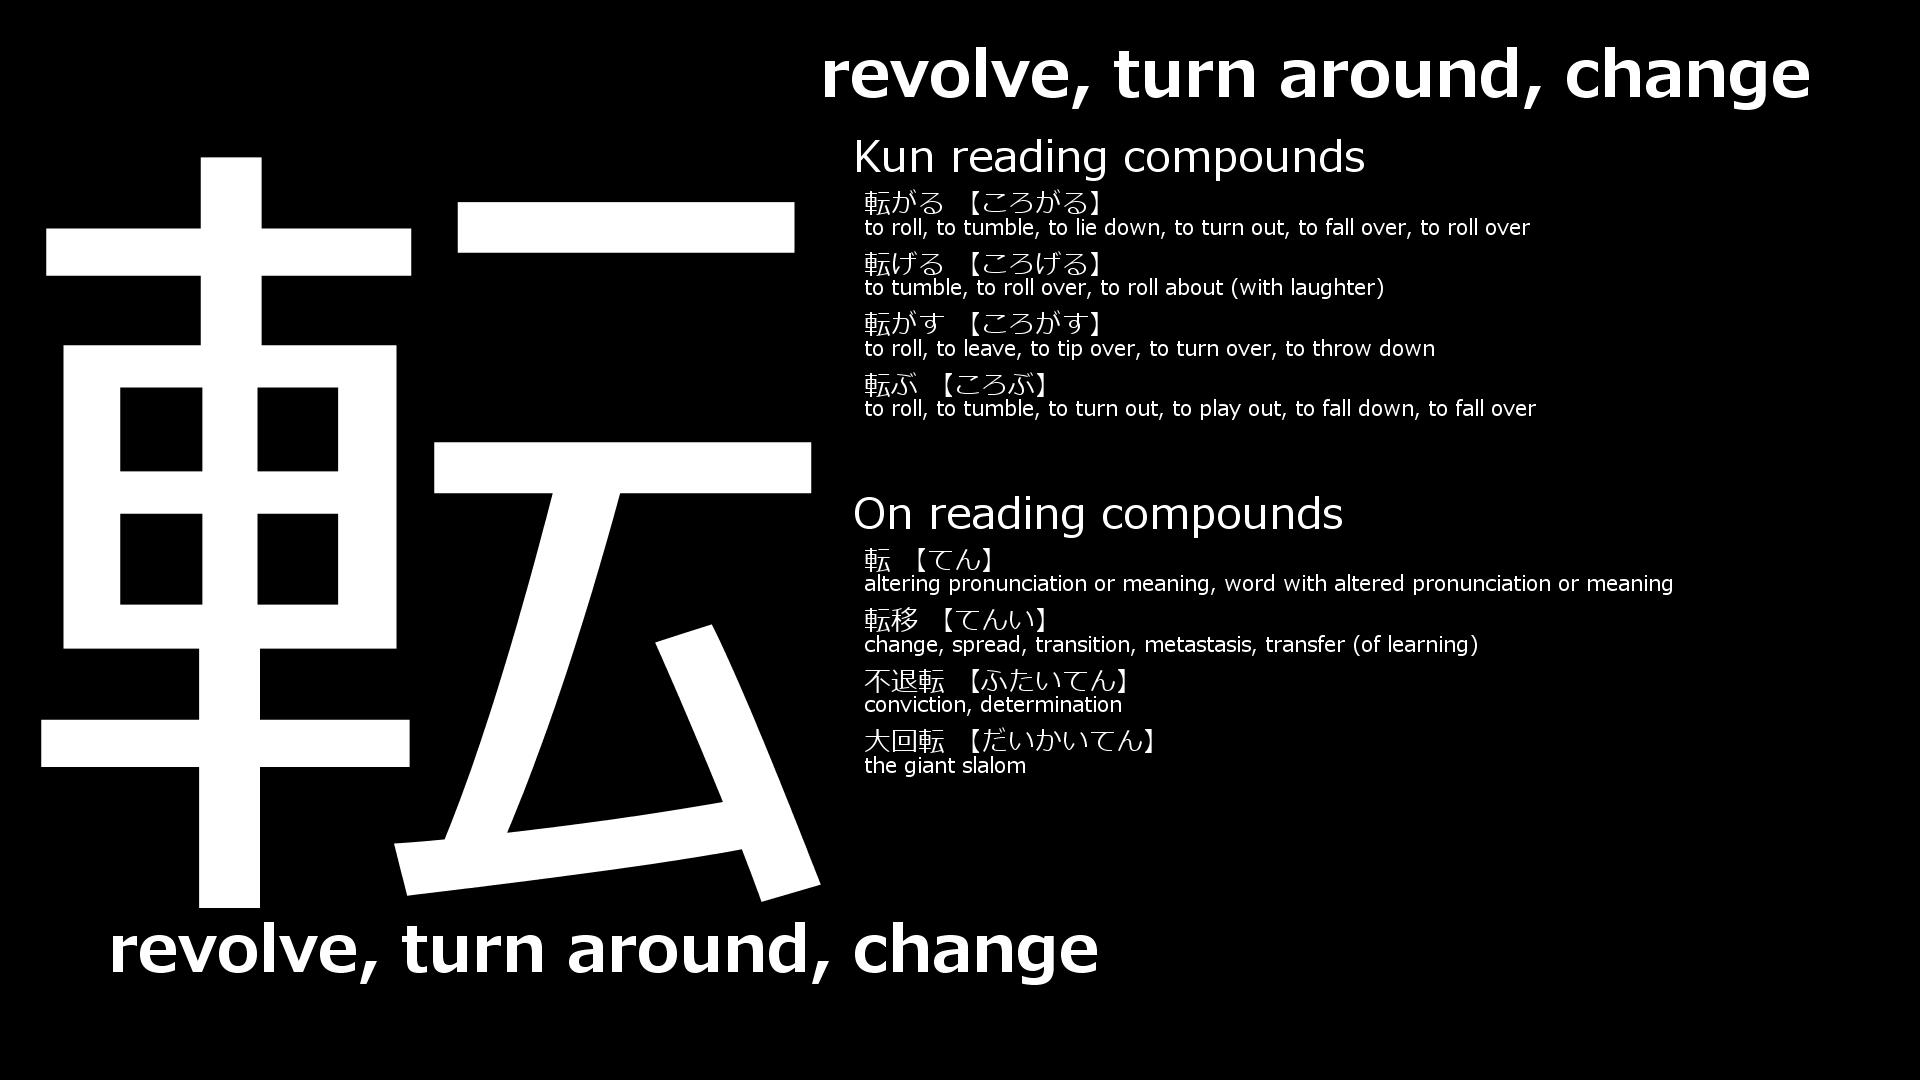 revolve, turn around, change
転
Kun reading compounds
転がる 【ころがる】
to roll, to tumble, to lie down, to turn out, to fall over, to roll over
転げる 【ころげる】
to tumble, to roll over, to roll about (with laughter)
転がす 【ころがす】
to roll, to leave, to tip over, to turn over, to throw down
転ぶ 【ころぶ】
to roll, to tumble, to turn out, to play out, to fall down, to fall over
On reading compounds
転 【てん】
altering pronunciation or meaning, word with altered pronunciation or meaning
転移 【てんい】
change, spread, transition, metastasis, transfer (of learning)
不退転 【ふたいてん】
conviction, determination
大回転 【だいかいてん】
the giant slalom
revolve, turn around, change